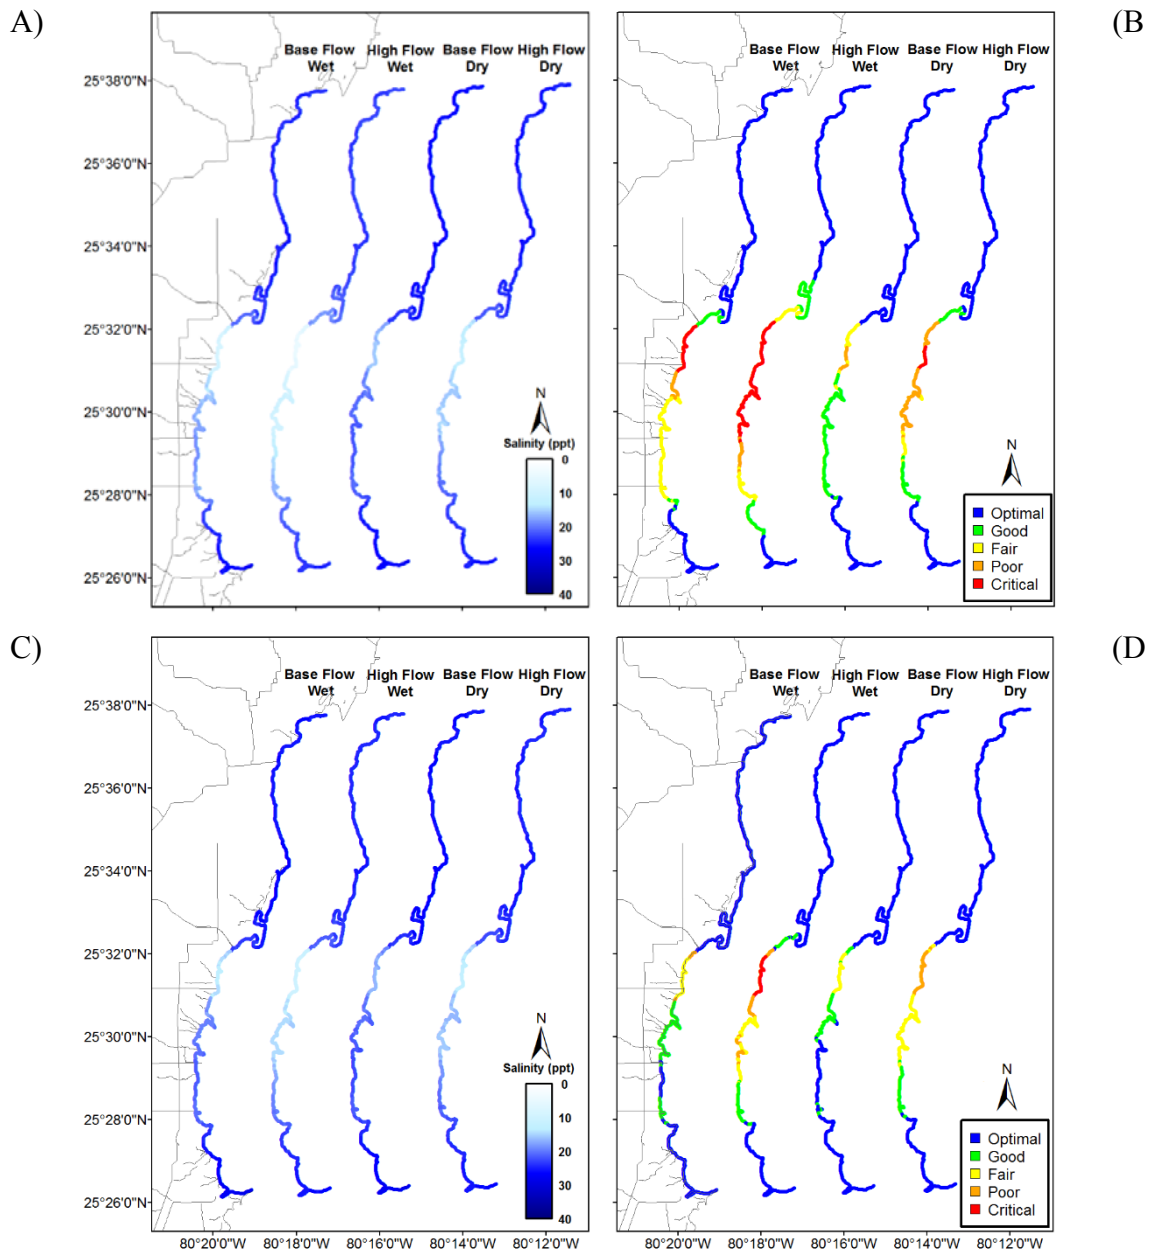 A)
(B
Base Flow High Flow Base Flow High Flow
Wet Wet Dry Dry
25°38'0"N
25°36'0"N
25°34'0"N
25°32'0"N
25°30'0"N
25°28'0"N
25°26'0"N
N
Salinity (ppt)
0
10
20
30
40
Base Flow High Flow Base Flow High Flow
Wet Wet Dry Dry
N
Optimal
Good
Fair
Poor
Critical
C)
(D
Base Flow High Flow Base Flow High Flow
Wet Wet Dry Dry
25°38'0"N
25°36'0"N
25°34'0"N
25°32'0"N
25°30'0"N
25°28'0"N
25°26'0"N
N
Salinity (ppt)
0
10
20
30
40
80°20'0"W 80°18'0"W 80°16'0"W 80°14'0"W 80°12'0"W
Base Flow High Flow Base Flow High Flow
Wet Wet Dry Dry
N
Optimal
Good
Fair
Poor
Critical
80°20'0"W 80°18'0"W 80°16'0"W 80°14'0"W 80°12'0"W